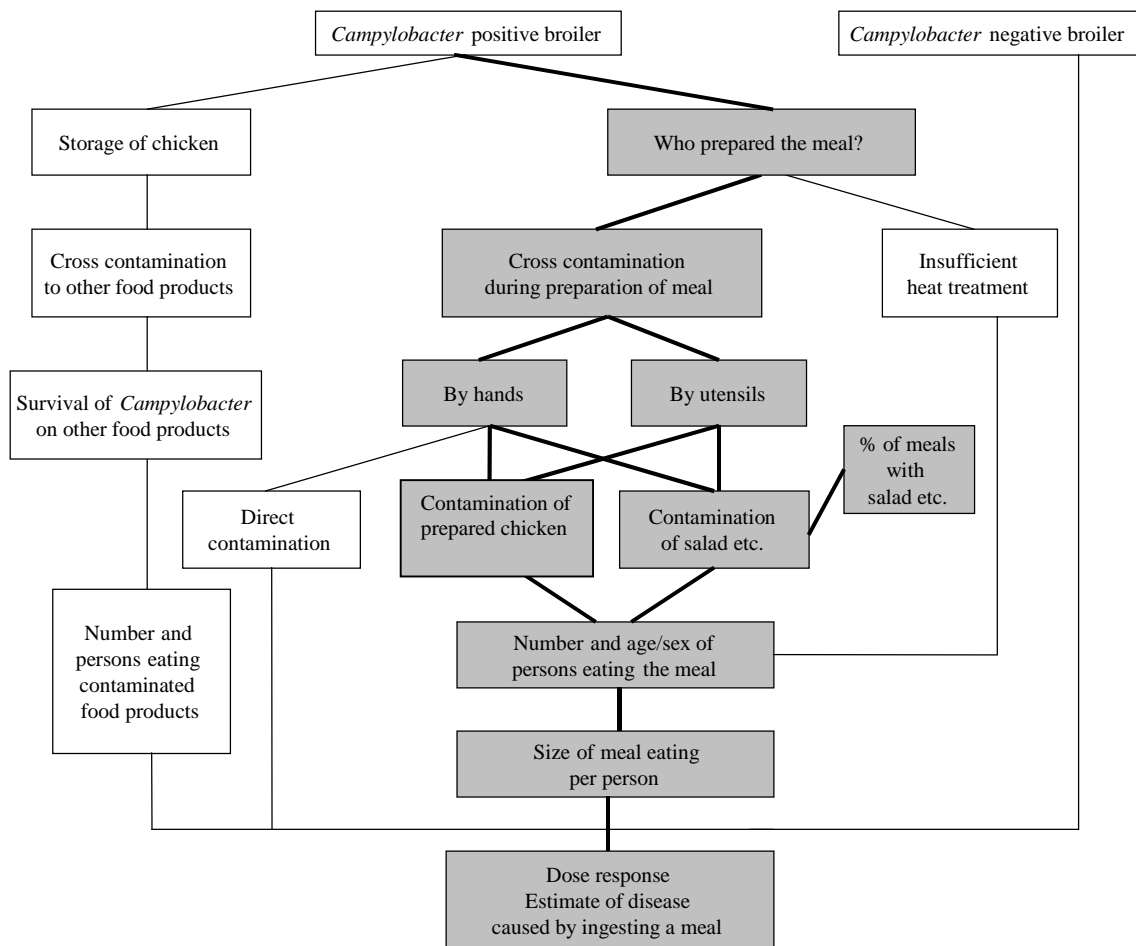 Campylobacter positive broiler
Campylobacter negative broiler
Storage of chicken
Who prepared the meal?
Cross contamination
to other food products
Cross contamination
during preparation of meal
Insufficient
heat treatment
Survival of Campylobacter
on other food products
By hands
By utensils
% of meals
with
salad etc.
Direct
contamination
Contamination of
prepared chicken
Contamination
of salad etc.
Number and
persons eating
contaminated
food products
Number and age/sex of
persons eating the meal
Size of meal eating
per person
Dose response
Estimate of disease
caused by ingesting a meal